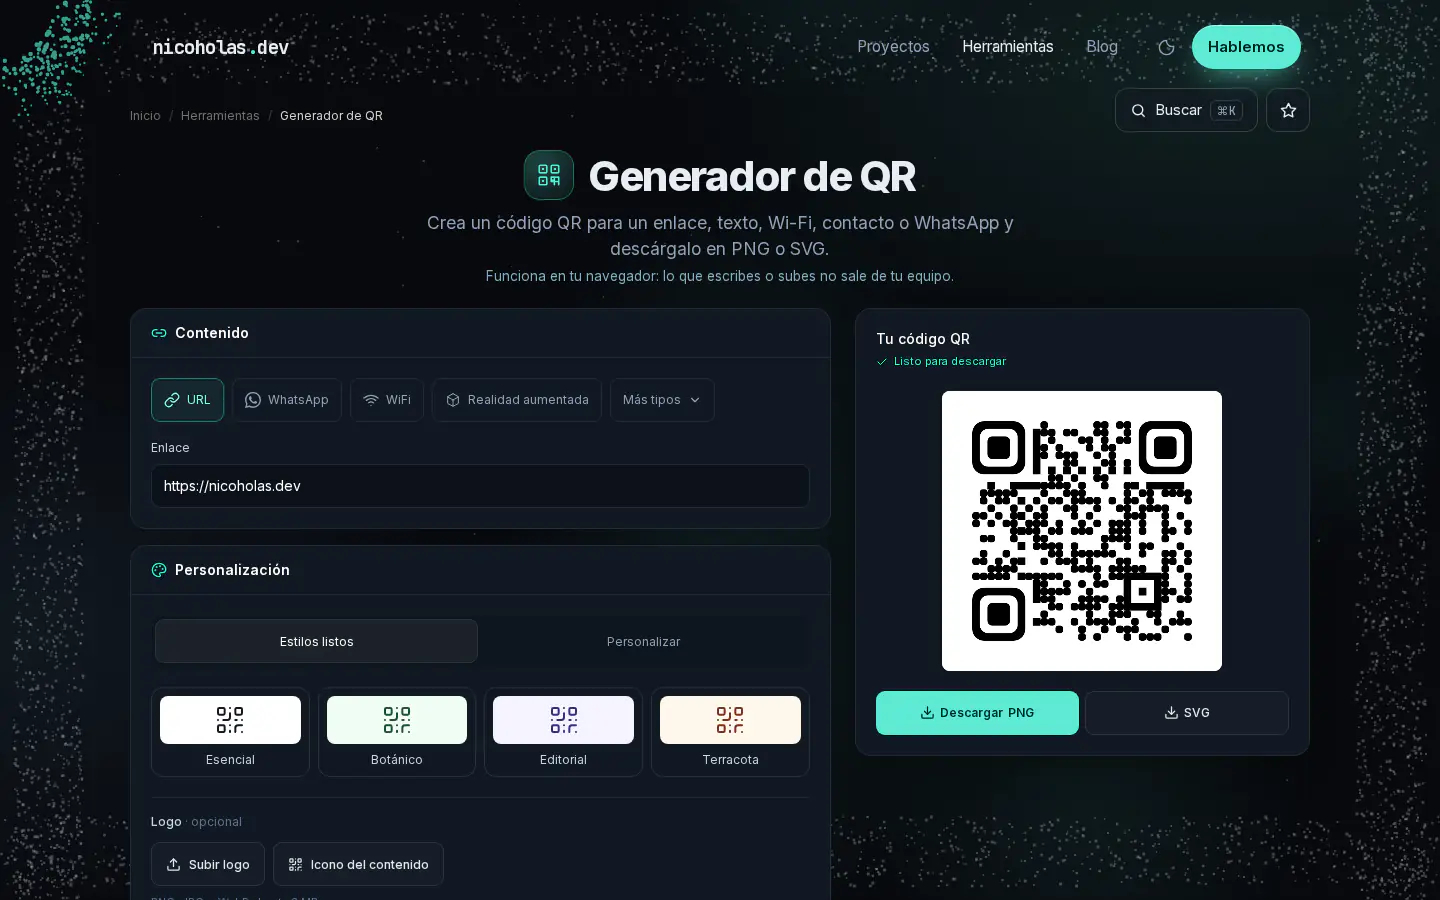 nicoholas.dev
Proyectos
Herramientas
Blog
Hablemos
Inicio / Herramientas / Generador de QR
Buscar ⌘K
Generador de QR
Crea un código QR para un enlace, texto, Wi-Fi, contacto o WhatsApp y
descárgalo en PNG o SVG.
Funciona en tu navegador: lo que escribes o subes no sale de tu equipo.
Contenido
URL
WhatsApp
WiFi
Realidad aumentada
Más tipos
Enlace
https://nicoholas.dev
Personalización
Estilos listos
Personalizar
Esencial
Botánico
Editorial
Terracota
Logo · opcional
Subir logo
Icono del contenido
Tu código QR
Listo para descargar
Descargar PNG
SVG